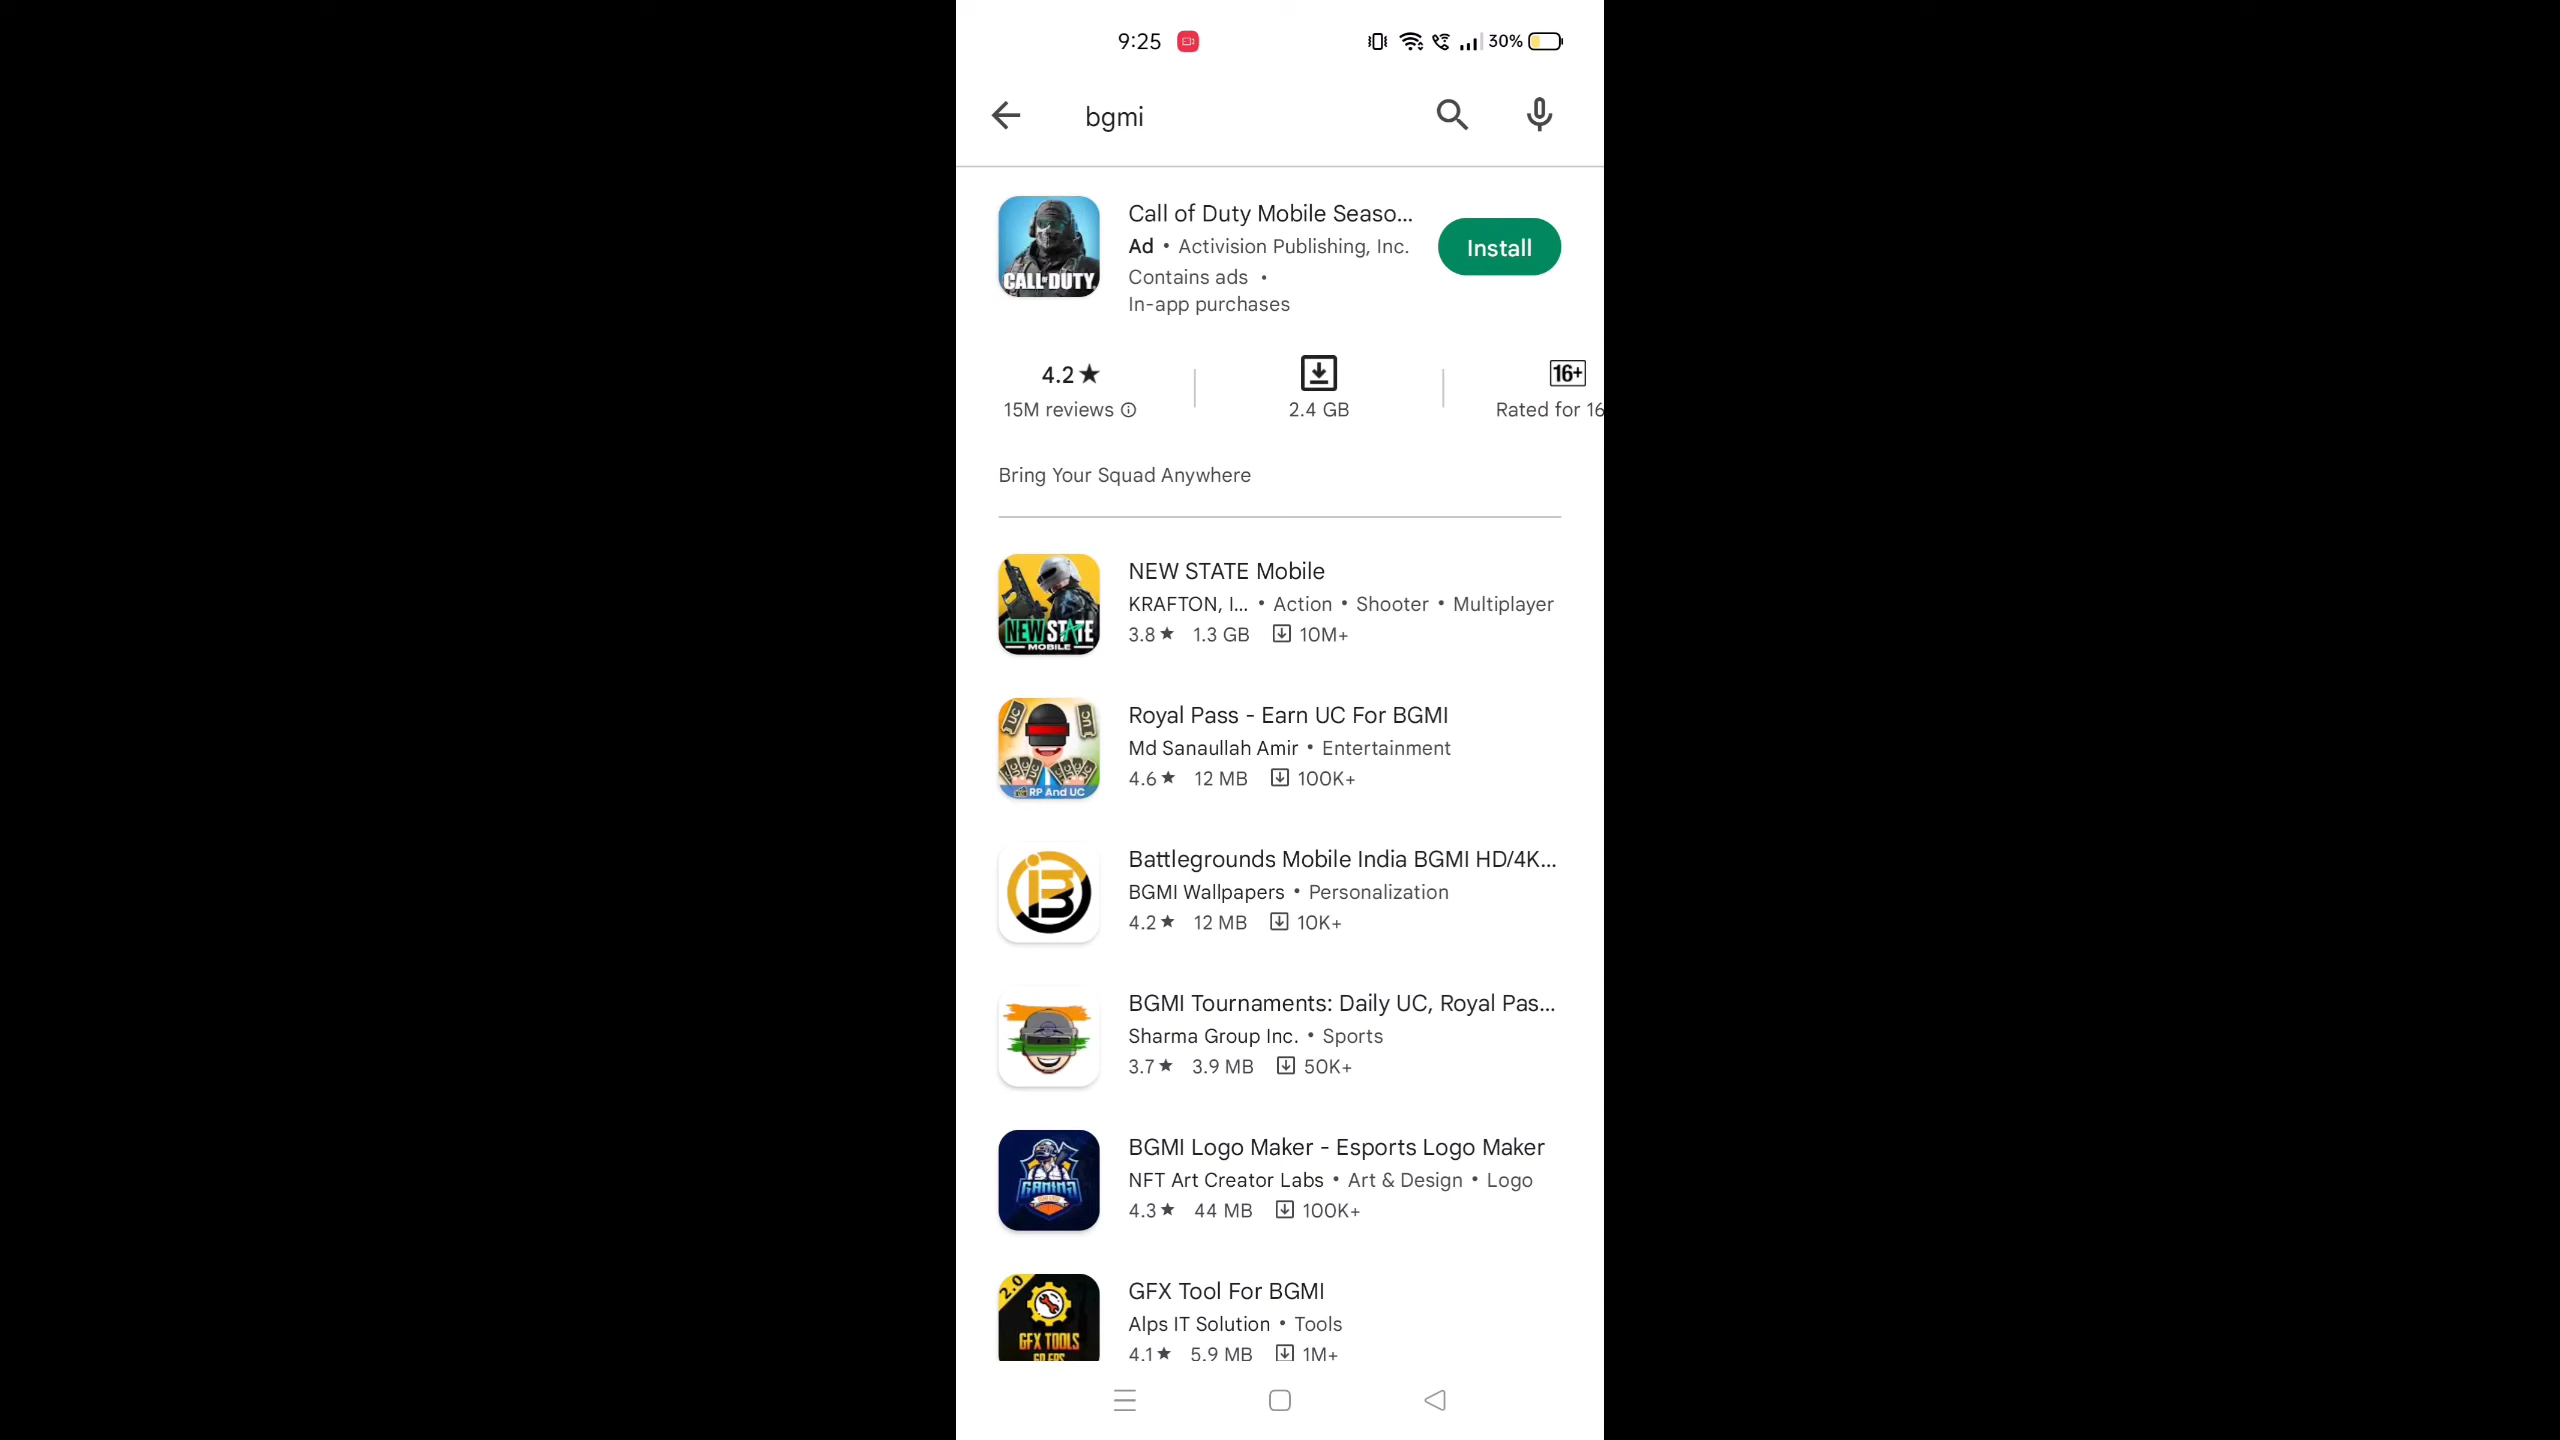 9:25 30%
bgmi
Call of Duty Mobile Seaso...
Ad • Activision Publishing, Inc.
Contains ads •
In-app purchases
Install
CALL OF DUTY
4.2★
15M reviews
2.4 GB
16+
Rated for 16
Bring Your Squad Anywhere
NEW STATE Mobile
KRAFTON, I... • Action • Shooter • Multiplayer
3.8★ 1.3 GB 10M+
NEW STATE
MOBILE
Royal Pass - Earn UC For BGMI
Md Sanaullah Amir • Entertainment
4.6★ 12 MB 100K+
UC UC
RP And UC
Battlegrounds Mobile India BGMI HD/4K...
BGMI Wallpapers • Personalization
4.2★ 12 MB 10K+
BGMI Tournaments: Daily UC, Royal Pas...
Sharma Group Inc. • Sports
3.7★ 3.9 MB 50K+
BGMI Logo Maker - Esports Logo Maker
NFT Art Creator Labs • Art & Design • Logo
4.3★ 44 MB 100K+
GAMING
GFX Tool For BGMI
Alps IT Solution • Tools
4.1★ 5.9 MB 1M+
2.0
GFX TOOLS
60 FPS